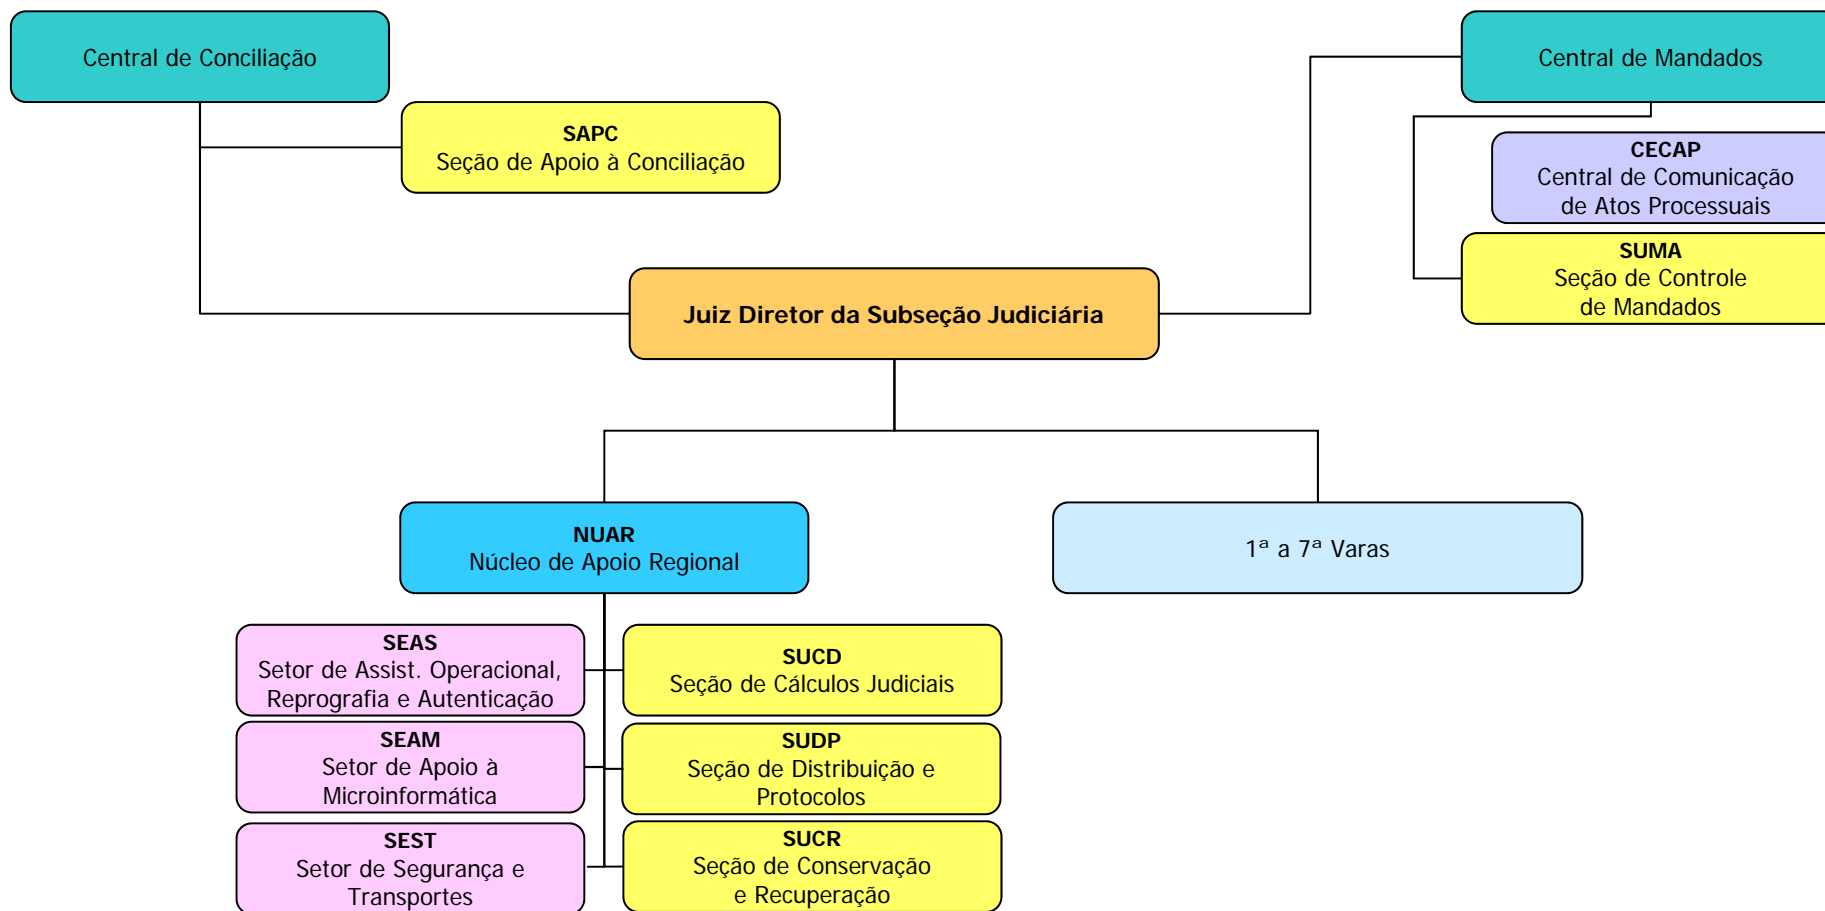 Central de Conciliação
Central de Mandados
SAPC
Seção de Apoio à Conciliação
CECAP
Central de Comunicação
de Atos Processuais
SUMA
Seção de Controle
de Mandados
Juiz Diretor da Subseção Judiciária
NUAR
Núcleo de Apoio Regional
1ª a 7ª Varas
SEAS
Setor de Assist. Operacional,
Reprografia e Autenticação
SUCD
Seção de Cálculos Judiciais
SEAM
Setor de Apoio à
Microinformática
SUDP
Seção de Distribuição e
Protocolos
SEST
Setor de Segurança e
Transportes
SUCR
Seção de Conservação
e Recuperação